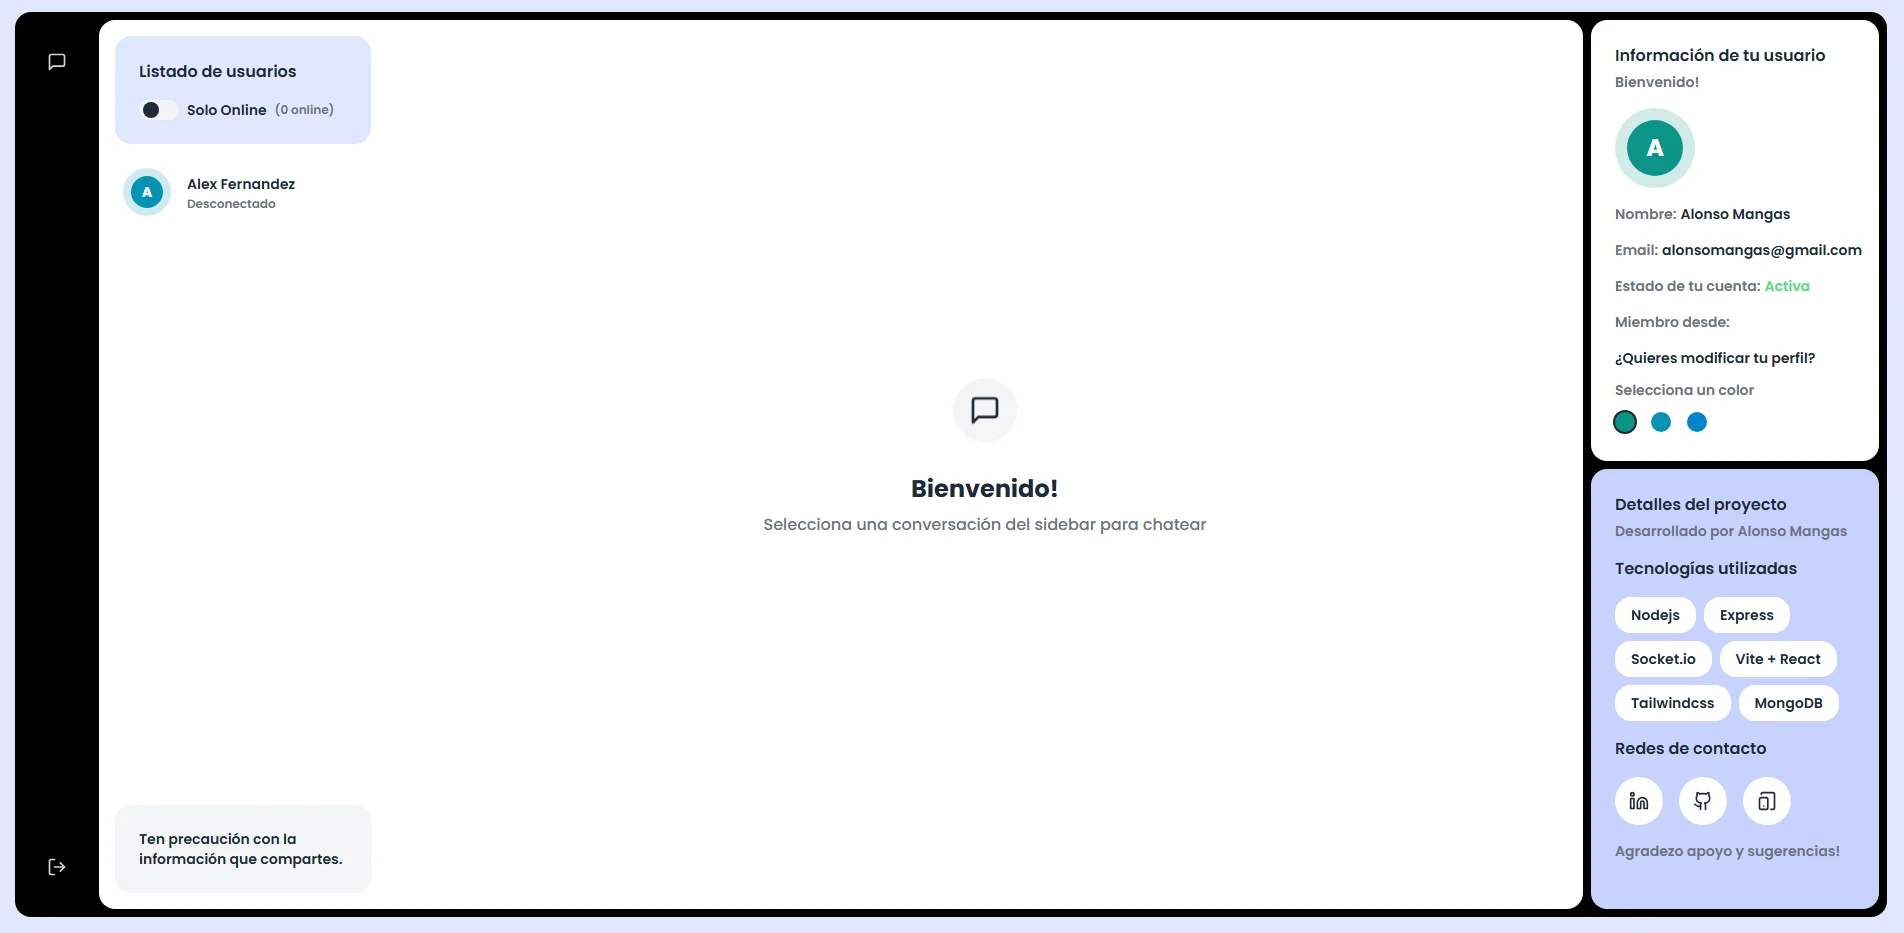 Listado de usuarios
Solo Online (0 online)
A
Alex Fernandez
Desconectado
Bienvenido!
Selecciona una conversación del sidebar para chatear
Ten precaución con la
información que compartes.
Información de tu usuario
Bienvenido!
A
Nombre: Alonso Mangas
Email: alonsomangas@gmail.com
Estado de tu cuenta: Activa
Miembro desde:
¿Quieres modificar tu perfil?
Selecciona un color
Detalles del proyecto
Desarrollado por Alonso Mangas
Tecnologías utilizadas
Nodejs Express
Socket.io Vite + React
Tailwindcss MongoDB
Redes de contacto
Agradezo apoyo y sugerencias!